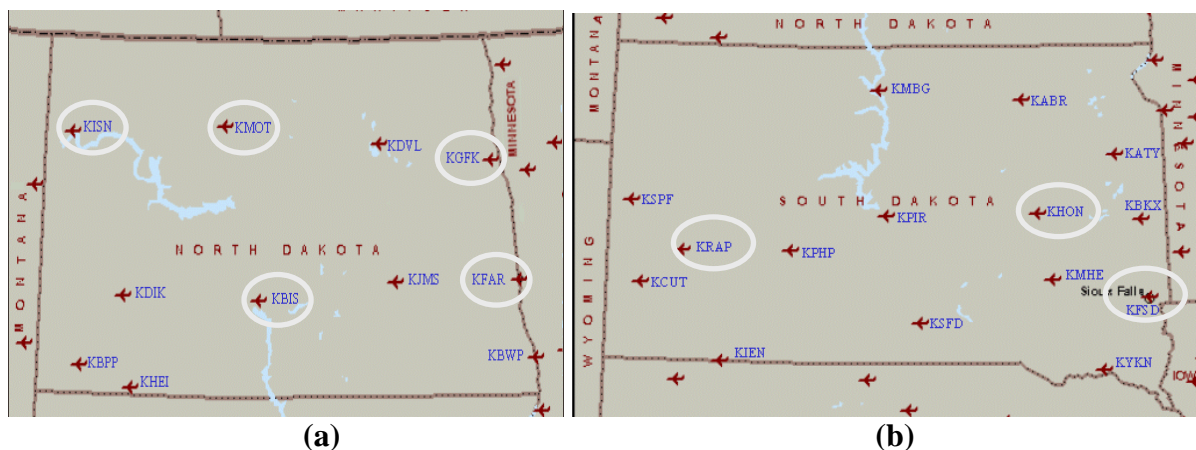 MONTANA
NORTH DAKOTA
MINNESOTA
KISN
KMOT
KDVL
KGFK
KDIK
KBIS
KJMS
KFAR
KBPP
KHEI
KBWP
(a)
NORTH DAKOTA
MONTANA
MINNESOTA
WYOMING
SOUTH DAKOTA
KMBG
KABR
KATY
KSPF
KPIR
KHON
KBKX
KRAP
KPHP
KCUT
KMHE
Sioux Falls
KFSD
KSFD
KIEN
KYKN
IOW
(b)